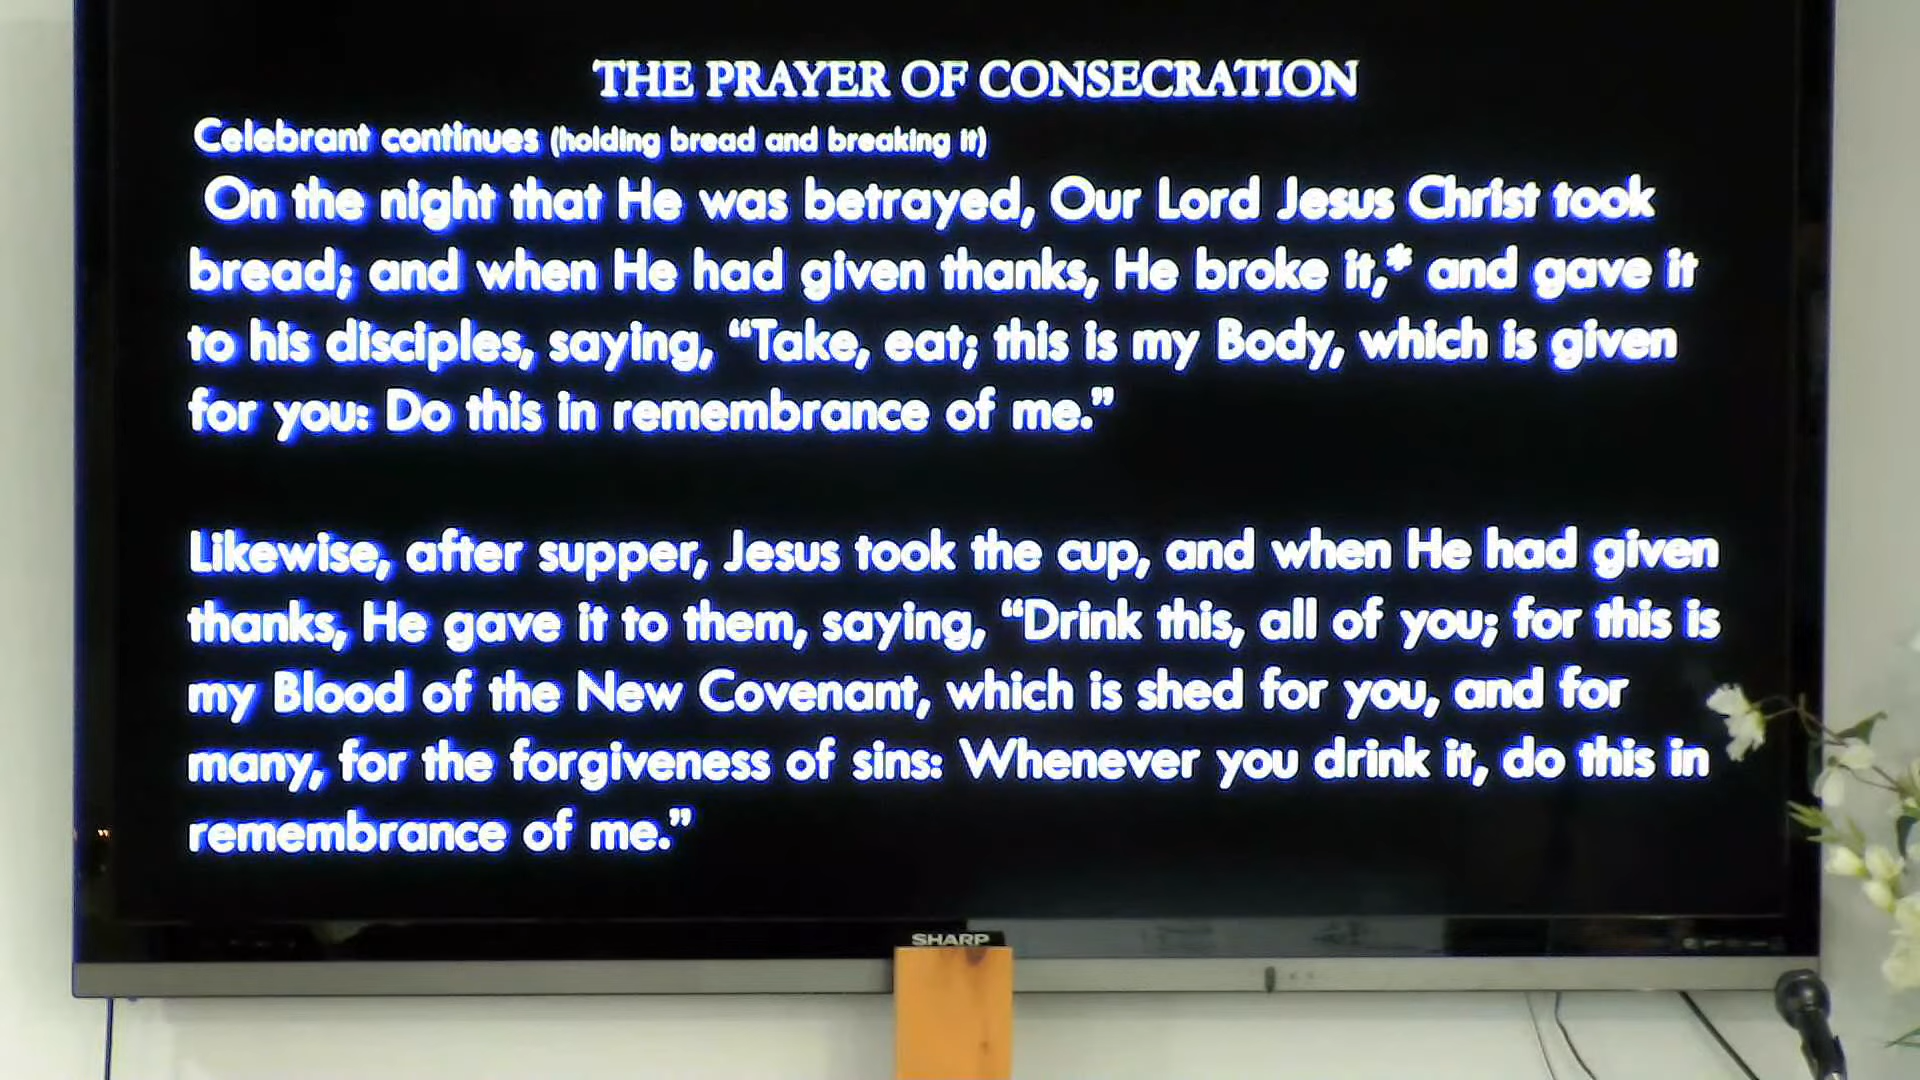 THE PRAYER OF CONSECRATION
Celebrant continues (holding bread and breaking it)
On the night that He was betrayed, Our Lord Jesus Christ took
bread; and when He had given thanks, He broke it,* and gave it
to his disciples, saying, “Take, eat; this is my Body, which is given
for you: Do this in remembrance of me.”
Likewise, after supper, Jesus took the cup, and when He had given
thanks, He gave it to them, saying, “Drink this, all of you; for this is
my Blood of the New Covenant, which is shed for you, and for
many, for the forgiveness of sins: Whenever you drink it, do this in
remembrance of me.”
SHARP